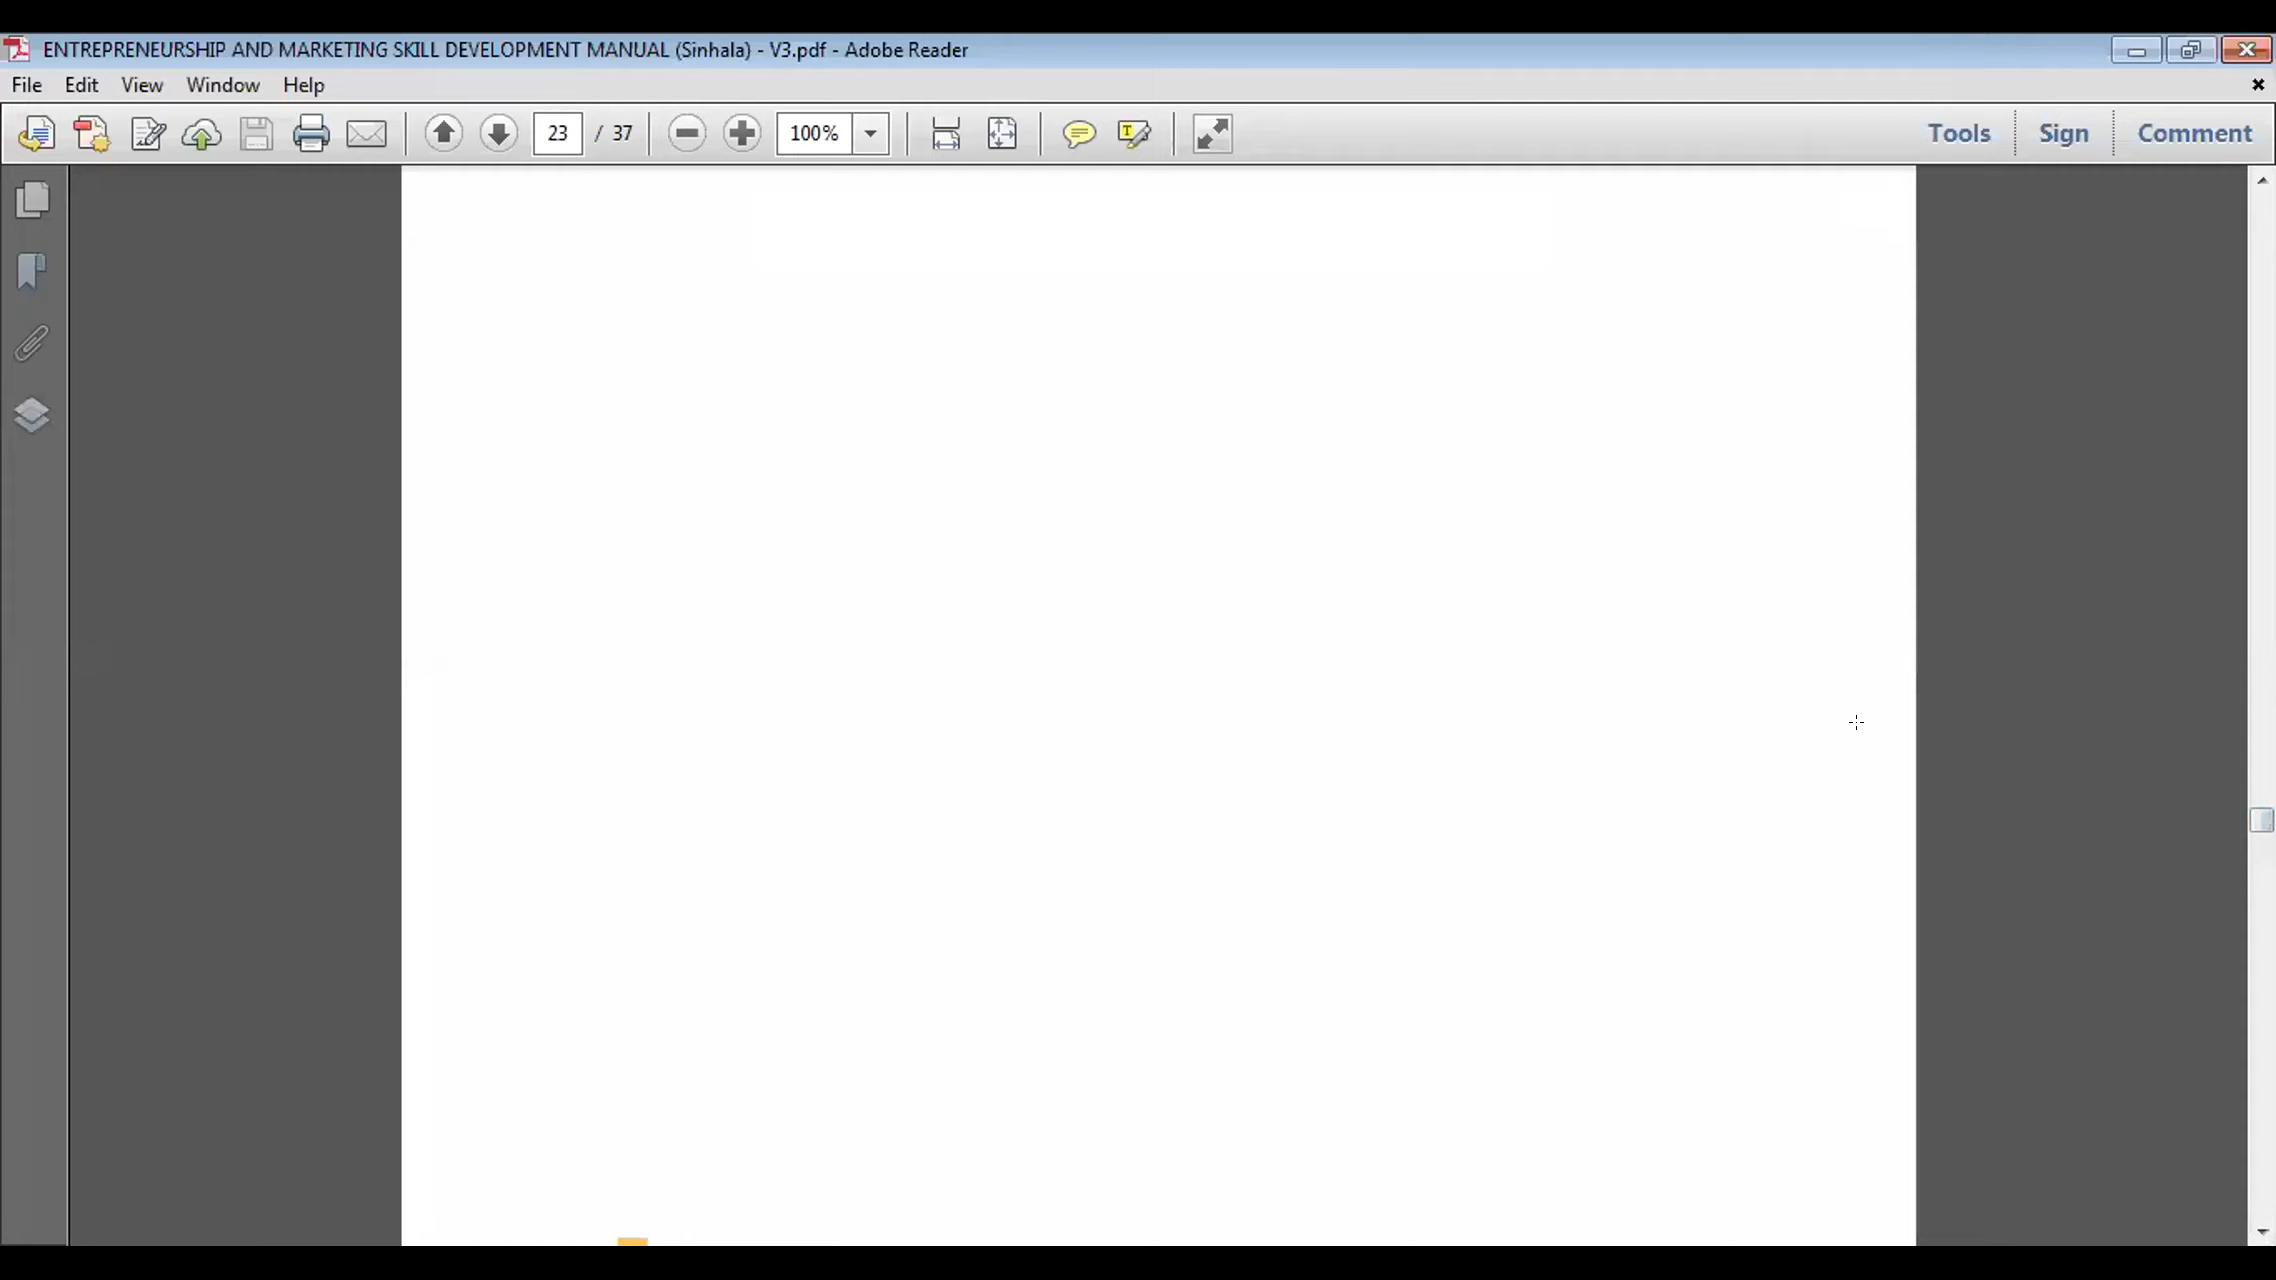 ENTREPRENEURSHIP AND MARKETING SKILL DEVELOPMENT MANUAL (Sinhala) - V3.pdf - Adobe Reader
File Edit View Window Help
23 / 37 100% Tools Sign Comment